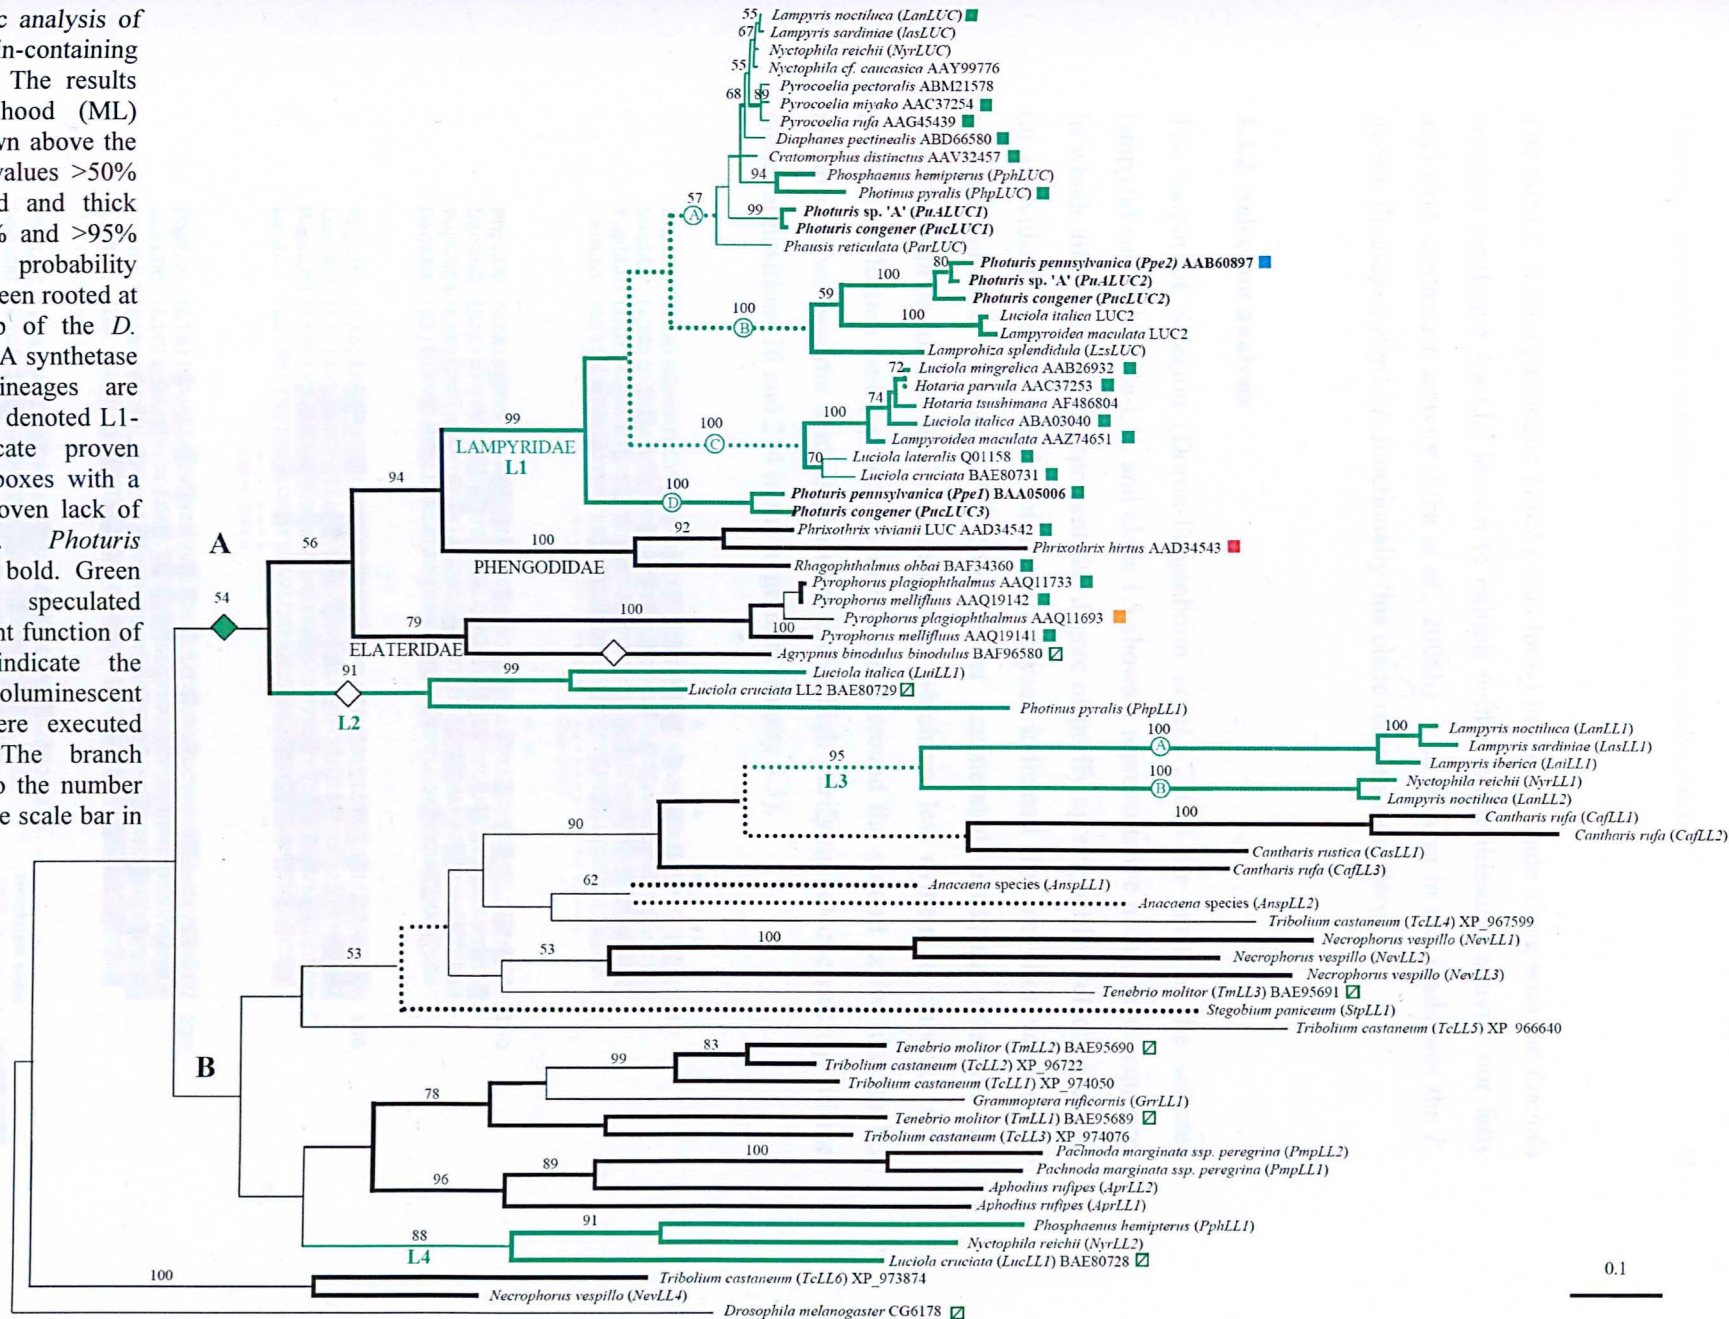 c analysis of
in-containing
The results
hood (ML)
wn above the
values >50%
d and thick
% and >95%
probability
een rooted at
p of the D.
A synthetase
ineages are
denoted L1-
cate proven
boxes with a
oven lack of
Photuris
bold. Green
speculated
nt function of
indicate the
oluminescent
ere executed
The branch
o the number
e scale bar in
55 Lampyris noctiluca (LanLUC)
67 Lampyris sardiniae (lasLUC)
Nyctophila reichii (NyrLUC)
55 Nyctophila cf. caucasica AAY99776
Pyrocoelia pectoralis ABM21578
68 89 Pyrocoelia miyako AAC37254
Pyrocoelia rufa AAG45439
Diaphanes pectinealis ABD66580
Cratomorphus distinctus AAV32457
94 Phosphaenus hemipterus (PphLUC)
Photinus pyralis (PhpLUC)
57 A
99 Photuris sp. 'A' (PuALUC1)
Photuris congener (PucLUC1)
Phausis reticulata (ParLUC)
80 Photuris pennsylvanica (Ppe2) AAB60897
100 Photuris sp. 'A' (PuALUC2)
59 Photuris congener (PucLUC2)
100 B
100 Luciola italica LUC2
Lampyroidea maculata LUC2
Lamprohiza splendidula (LzsLUC)
72 Luciola mingrelica AAB26932
Hotaria parvula AAC37253
74 Hotaria tsushimana AF486804
100 Luciola italica ABA03040
100 C
Lampyroidea maculata AAZ74651
70 Luciola lateralis Q01158
Luciola cruciata BAE80731
99
LAMPYRIDAE
L1
100 D
Photuris pennsylvanica (Ppe1) BAA05006
Photuris congener (PucLUC3)
94
92 Phrixothrix vivianii LUC AAD34542
Phrixothrix hirtus AAD34543
100
PHENGODIDAE
Rhagophthalmus ohbai BAF34360
A
56
Pyrophorus plagiophthalmus AAQ11733
Pyrophorus mellifluus AAQ19142
100 Pyrophorus plagiophthalmus AAQ11693
100 Pyrophorus mellifluus AAQ19141
79
ELATERIDAE
Agrypnus binodulus binodulus BAF96580
54
91
L2
99 Luciola italica (LuiLL1)
Luciola cruciata LL2 BAE80729
Photinus pyralis (PhpLL1)
100 Lampyris noctiluca (LanLL1)
100 A
Lampyris sardiniae (LasLL1)
Lampyris iberica (LaiLL1)
95
L3
100 B
Nyctophila reichii (NyrLL1)
Lampyris noctiluca (LanLL2)
100 Cantharis rufa (CafLL1)
Cantharis rufa (CafLL2)
90
Cantharis rustica (CasLL1)
Cantharis rufa (CafLL3)
62 Anacaena species (AnspLL1)
Anacaena species (AnspLL2)
Tribolium castaneum (TcLL4) XP_967599
100 Necrophorus vespillo (NevLL1)
53 53
Necrophorus vespillo (NevLL2)
Necrophorus vespillo (NevLL3)
Tenebrio molitor (TmLL3) BAE95691
Stegobium paniceum (StpLL1)
Tribolium castaneum (TcLL5) XP_966640
B
83 Tenebrio molitor (TmLL2) BAE95690
99 Tribolium castaneum (TcLL2) XP_96722
Tribolium castaneum (TcLL1) XP_974050
78 Grammoptera ruficornis (GrrLL1)
Tenebrio molitor (TmLL1) BAE95689
Tribolium castaneum (TcLL3) XP_974076
100 Pachnoda marginata ssp. peregrina (PmpLL2)
89 Pachnoda marginata ssp. peregrina (PmpLL1)
96 Aphodius rufipes (AprLL2)
Aphodius rufipes (AprLL1)
91 Phosphaenus hemipterus (PphLL1)
88
L4
Nyctophila reichii (NyrLL2)
Luciola cruciata (LucLL1) BAE80728
100 Tribolium castaneum (TcLL6) XP_973874
Necrophorus vespillo (NevLL4)
Drosophila melanogaster CG6178
0.1